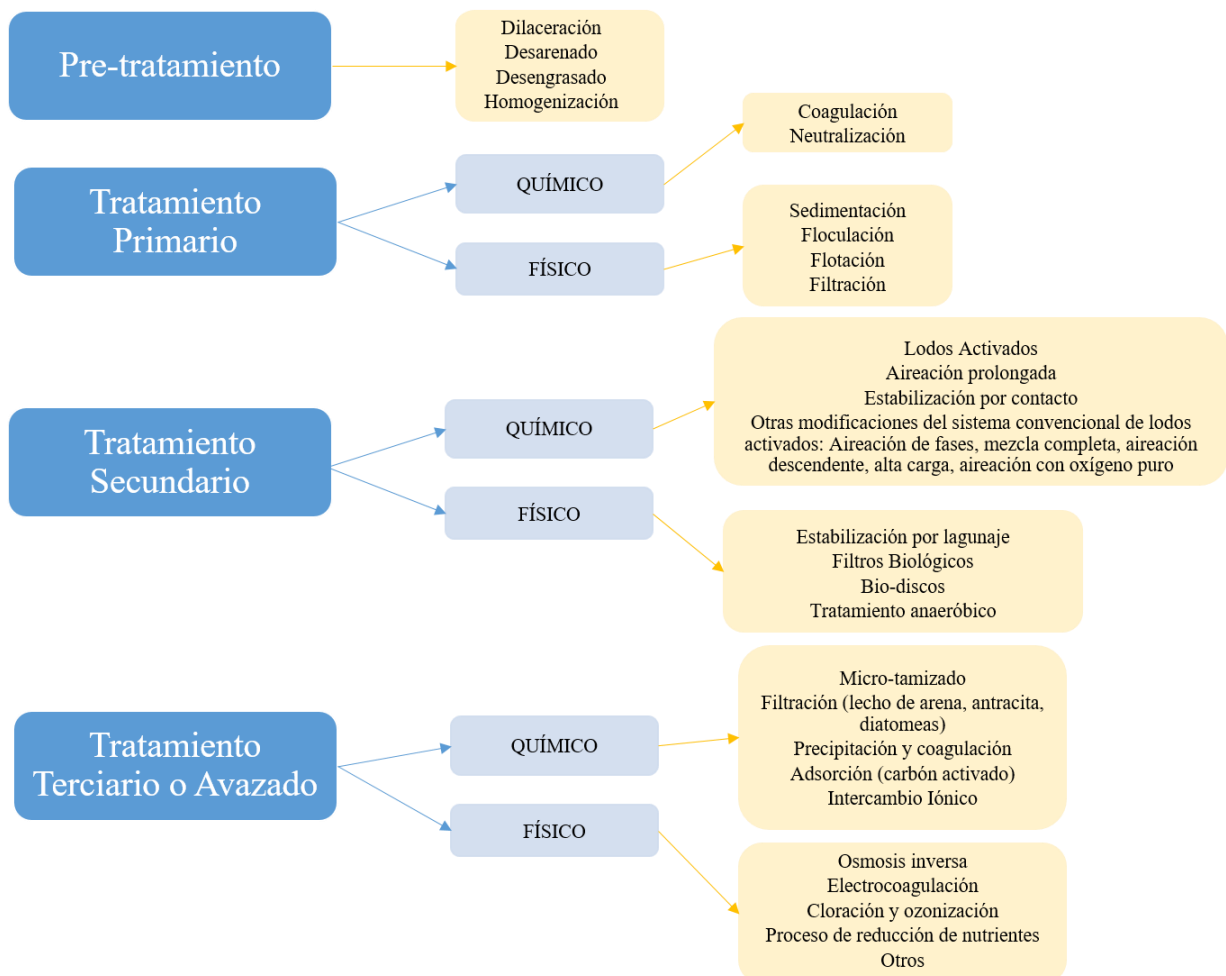 Pre-tratamiento
Dilaceración
Desarenado
Desengrasado
Homogenización
Tratamiento
Primario
QUÍMICO
Coagulación
Neutralización
FÍSICO
Sedimentación
Floculación
Flotación
Filtración
Tratamiento
Secundario
QUÍMICO
Lodos Activados
Aireación prolongada
Estabilización por contacto
Otras modificaciones del sistema convencional de lodos
activados: Aireación de fases, mezcla completa, aireación
descendente, alta carga, aireación con oxígeno puro
FÍSICO
Estabilización por lagunaje
Filtros Biológicos
Bio-discos
Tratamiento anaeróbico
Tratamiento
Terciario o Avazado
QUÍMICO
Micro-tamizado
Filtración (lecho de arena, antracita,
diatomeas)
Precipitación y coagulación
Adsorción (carbón activado)
Intercambio Iónico
FÍSICO
Osmosis inversa
Electrocoagulación
Cloración y ozonización
Proceso de reducción de nutrientes
Otros